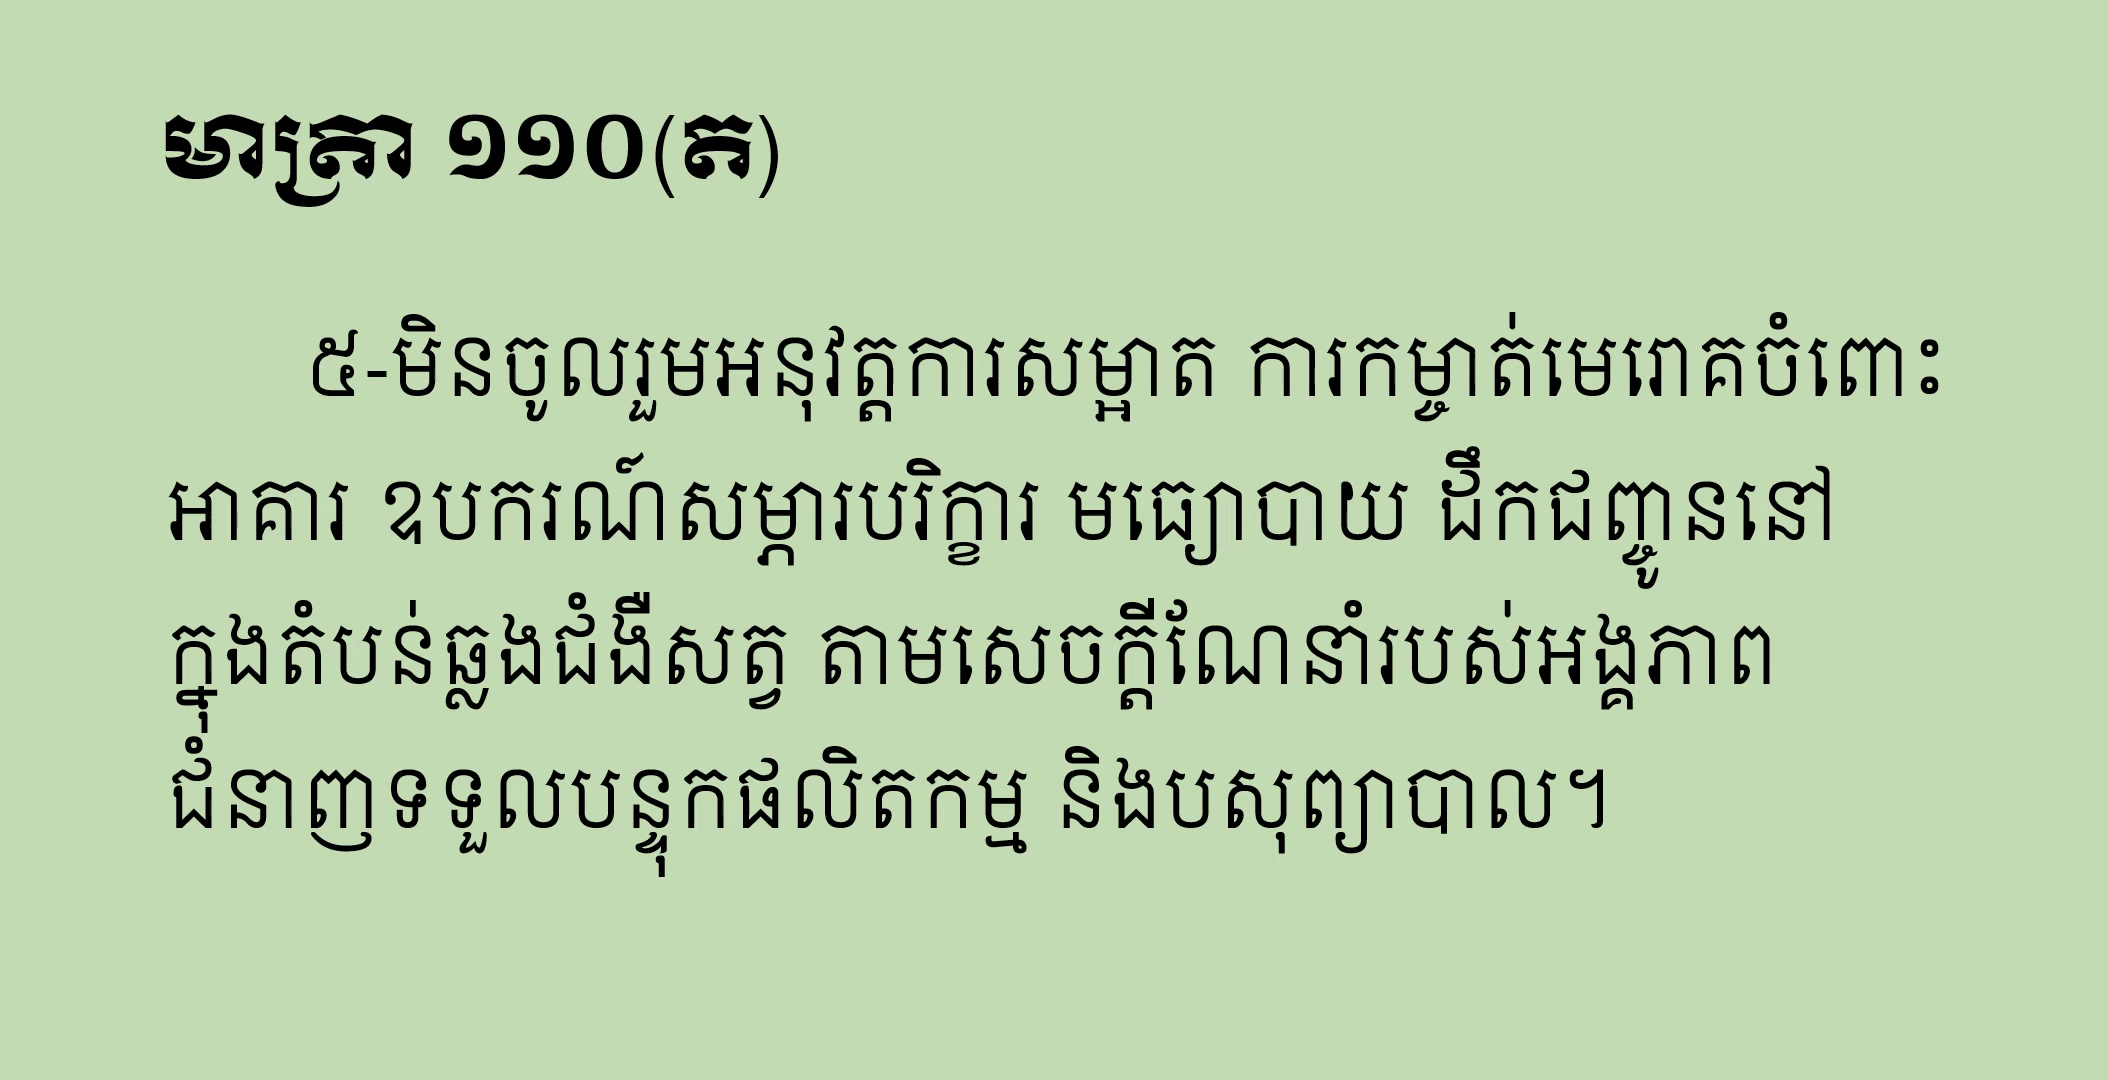 មាត្រា ១១០(ត)
៥-មិនចូលរួមអនុវត្តការសម្អាត ការកម្ចាត់មេរោគចំពោះ
អាគារ ឧបករណ៍សម្ភារបរិក្ខារ មធ្យោបាយ ដឹកជញ្ជូននៅ
ក្នុងតំបន់ឆ្លងជំងឺសត្វ តាមសេចក្តីណែនាំរបស់អង្គភាព
ជំនាញទទួលបន្ទុកផលិតកម្ម និងបសុព្យាបាល។